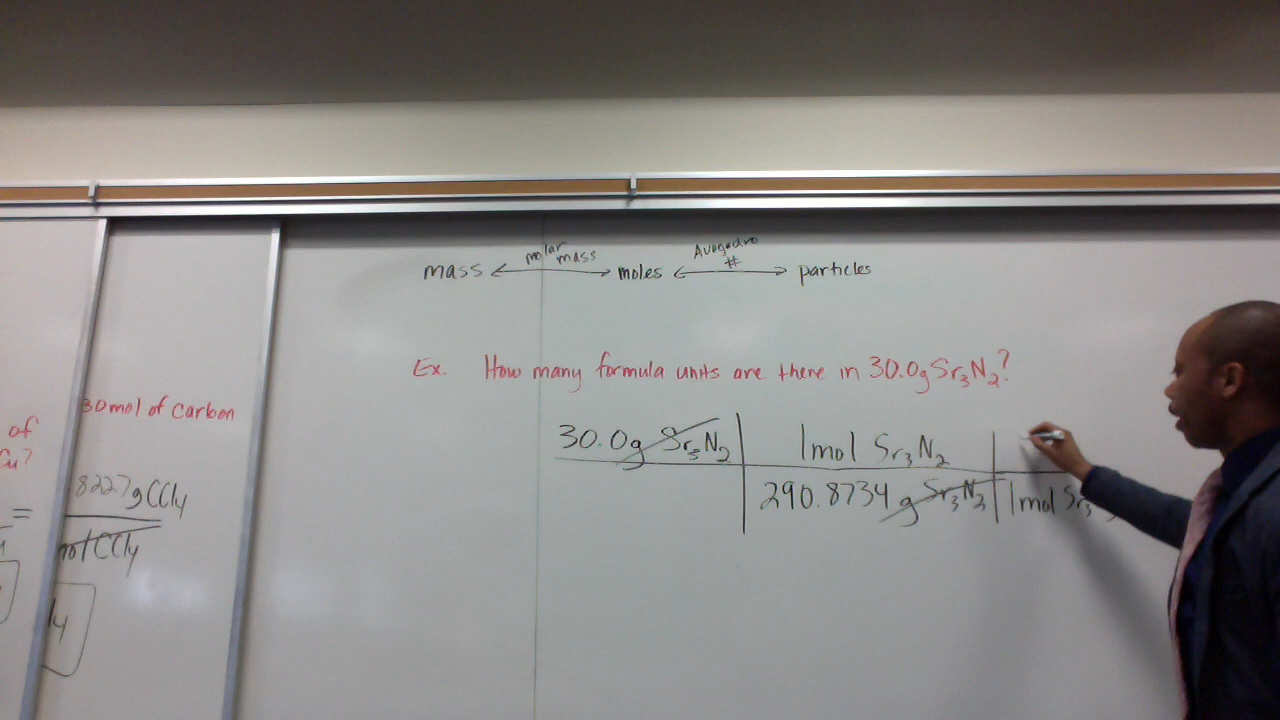 mass ⟷ moles ⟷ particles
molar mass
Avogadro #
Ex. How many formula units are there in 30.0g Sr3N2?
30.0g Sr3N2 | 1mol Sr3N2
290.8734 g Sr3N2 | 1mol Sr3
30mol of carbon
of
Cu?
8227g CCl4
=
mol CCl4